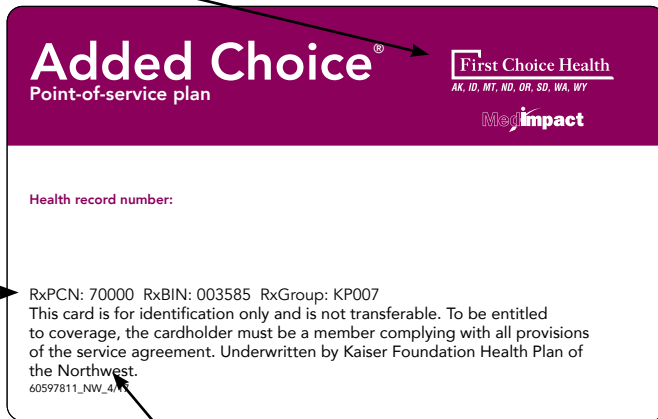 Added Choice®
Point-of-service plan
First Choice Health
AK, ID, MT, ND, OR, SD, WA, WY
MedImpact
Health record number:
RxPCN: 70000 RxBIN: 003585 RxGroup: KP007
This card is for identification only and is not transferable. To be entitled
to coverage, the cardholder must be a member complying with all provisions
of the service agreement. Underwritten by Kaiser Foundation Health Plan of
the Northwest.